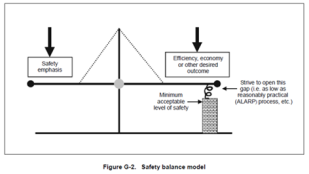 Safety
emphasis
Efficiency, economy
or other desired
outcome
Minimum
acceptable
level of safety
Strive to open this
gap (i.e. as low as
reasonably practical
(ALARP) process, etc.)
Figure G-2. Safety balance model